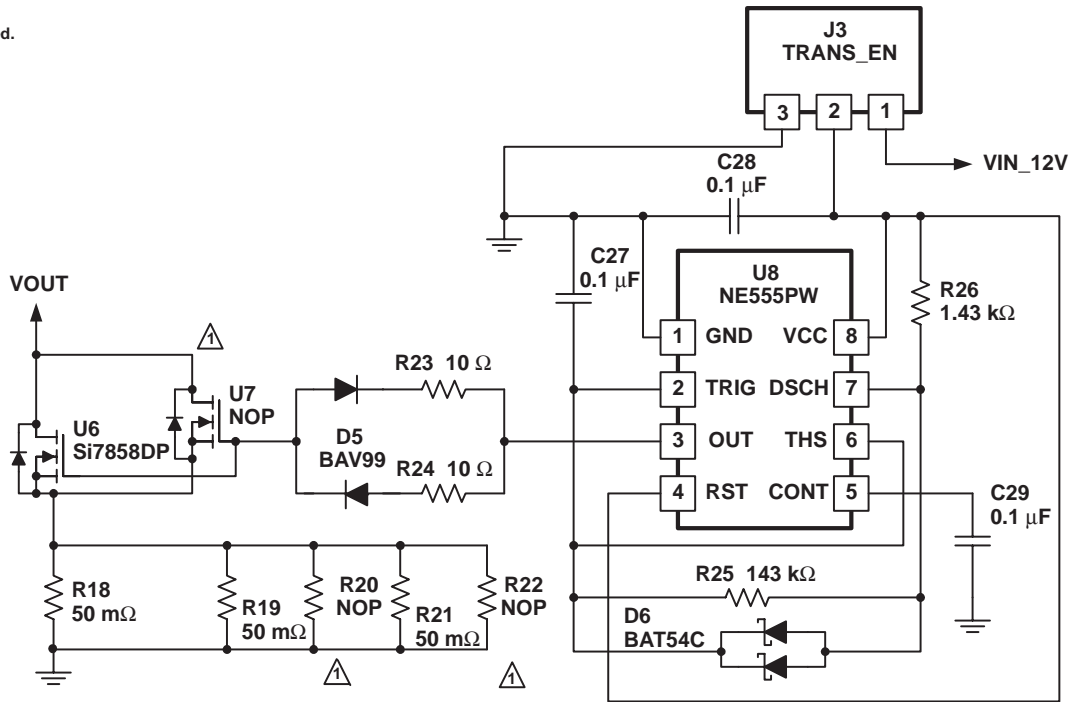 d.
J3
TRANS_EN
3 2 1
VIN_12V
C28
0.1 μF
C27
0.1 μF
U8
NE555PW
R26
1.43 kΩ
1 GND VCC 8
2 TRIG DSCH 7
3 OUT THS 6
4 RST CONT 5
C29
0.1 μF
VOUT
1
U7
NOP
U6
Si7858DP
R23 10 Ω
D5
BAV99
R24 10 Ω
R18
50 mΩ
R19
50 mΩ
R20
NOP
R21
50 mΩ
R22
NOP
1
1
R25 143 kΩ
D6
BAT54C